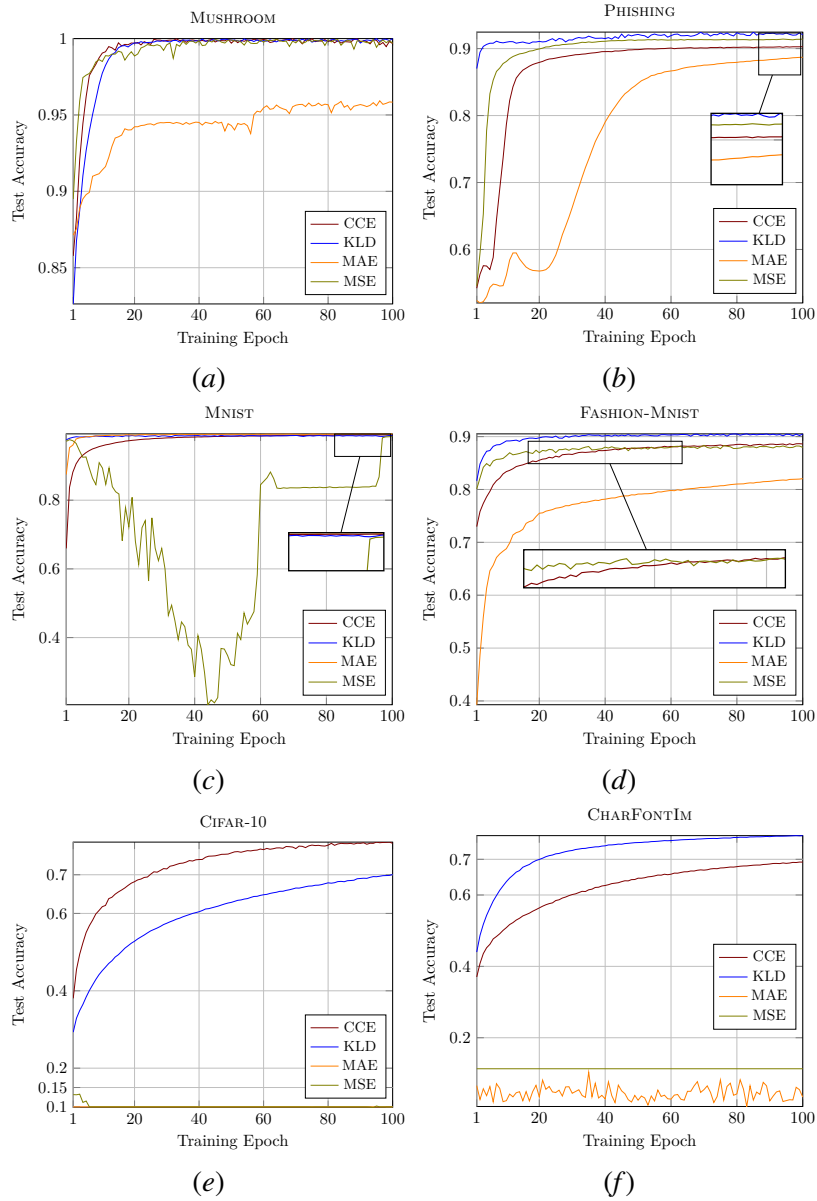 MUSHROOM
1
0.95
0.9
0.85
Test Accuracy
CCE
KLD
MAE
MSE
1 20 40 60 80 100
Training Epoch
(a)
PHISHING
0.9
0.8
0.7
0.6
Test Accuracy
CCE
KLD
MAE
MSE
1 20 40 60 80 100
Training Epoch
(b)
MNIST
0.8
0.6
0.4
Test Accuracy
CCE
KLD
MAE
MSE
1 20 40 60 80 100
Training Epoch
(c)
FASHION-MNIST
0.9
0.8
0.7
0.6
0.5
0.4
Test Accuracy
CCE
KLD
MAE
MSE
1 20 40 60 80 100
Training Epoch
(d)
CIFAR-10
0.7
0.4
0.2
0.15
0.1
Test Accuracy
CCE
KLD
MAE
MSE
1 20 40 60 80 100
Training Epoch
(e)
CHARFONTIM
0.7
0.6
0.4
0.2
Test Accuracy
CCE
KLD
MAE
MSE
1 20 40 60 80 100
Training Epoch
(f)